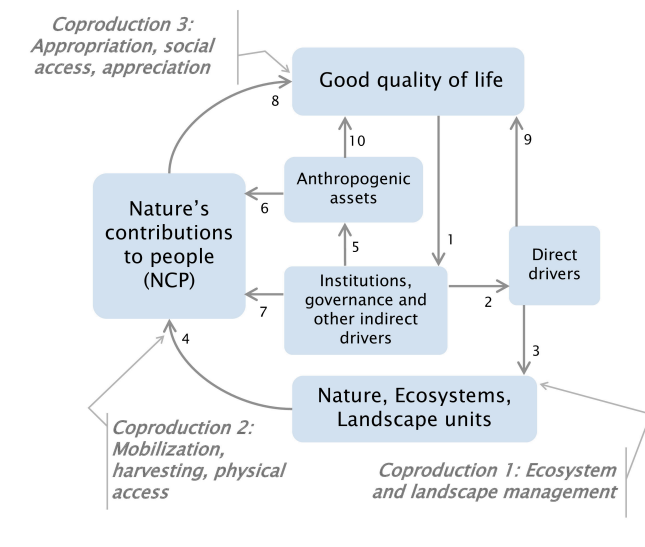 Coproduction 3:
Appropriation, social
access, appreciation
Good quality of life
8
10
9
Anthropogenic
assets
6
Nature's
contributions
to people
(NCP)
5
1
Direct
drivers
Institutions,
governance and
other indirect
drivers
7
2
4
3
Nature, Ecosystems,
Landscape units
Coproduction 2:
Mobilization,
harvesting, physical
access
Coproduction 1: Ecosystem
and landscape management